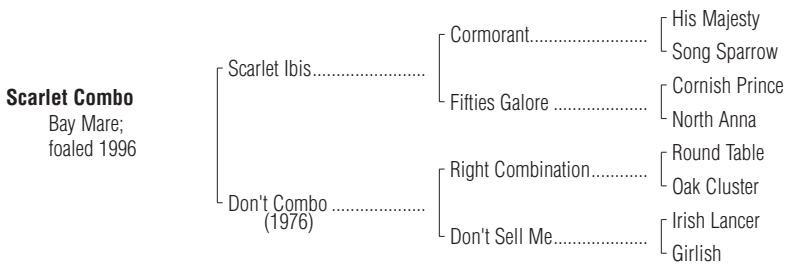 Scarlet Combo
Bay Mare;
foaled 1996
Scarlet Ibis........................
Don't Combo ....................
(1976)
Cormorant.........................
Fifties Galore ....................
Right Combination............
Don't Sell Me....................
His Majesty
Song Sparrow
Cornish Prince
North Anna
Round Table
Oak Cluster
Irish Lancer
Girlish